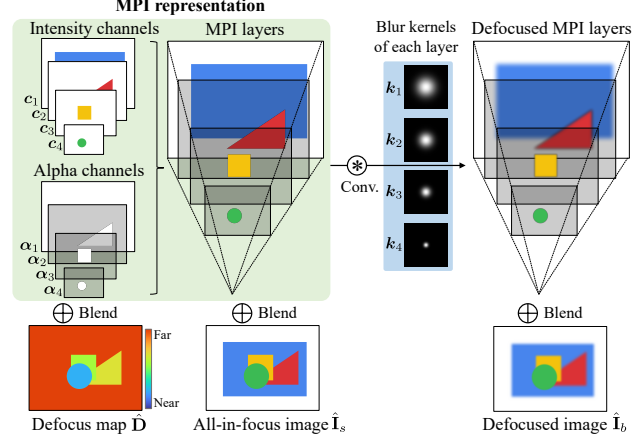 MPI representation
Intensity channels
MPI layers
Blur kernels
of each layer
Defocused MPI layers
c₁
c₂
c₃
c₄
k₁
k₂
k₃
k₄
Conv.
Alpha channels
α₁
α₂
α₃
α₄
Blend
Blend
Blend
Far
Near
Defocus map D̂
All-in-focus image Îₛ
Defocused image Î_b